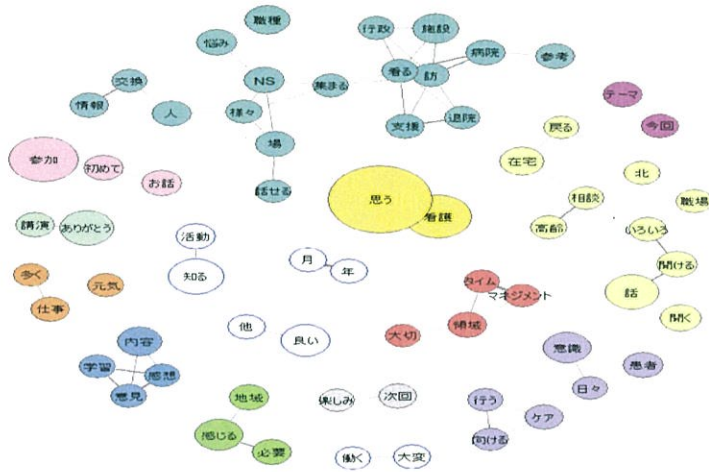 職種
悩み
行政
施設
病院
参考
NS
着る
訪
交換
集まる
情報
人
様々
支援
退院
テーマ
戻る
今回
場
参加
初めて
お話
話せる
在宅
北
思う
看護
相談
職場
講演
ありがとう
活動
高齢
いろいろ
月
年
聞ける
知る
多く
元気
タイム
マネジメント
話
仕事
領域
聞く
他
良い
大切
内容
意識
学習
感想
患者
意見
日々
地域
次回
行う
ケア
感じる
必要
向ける
働く
大変